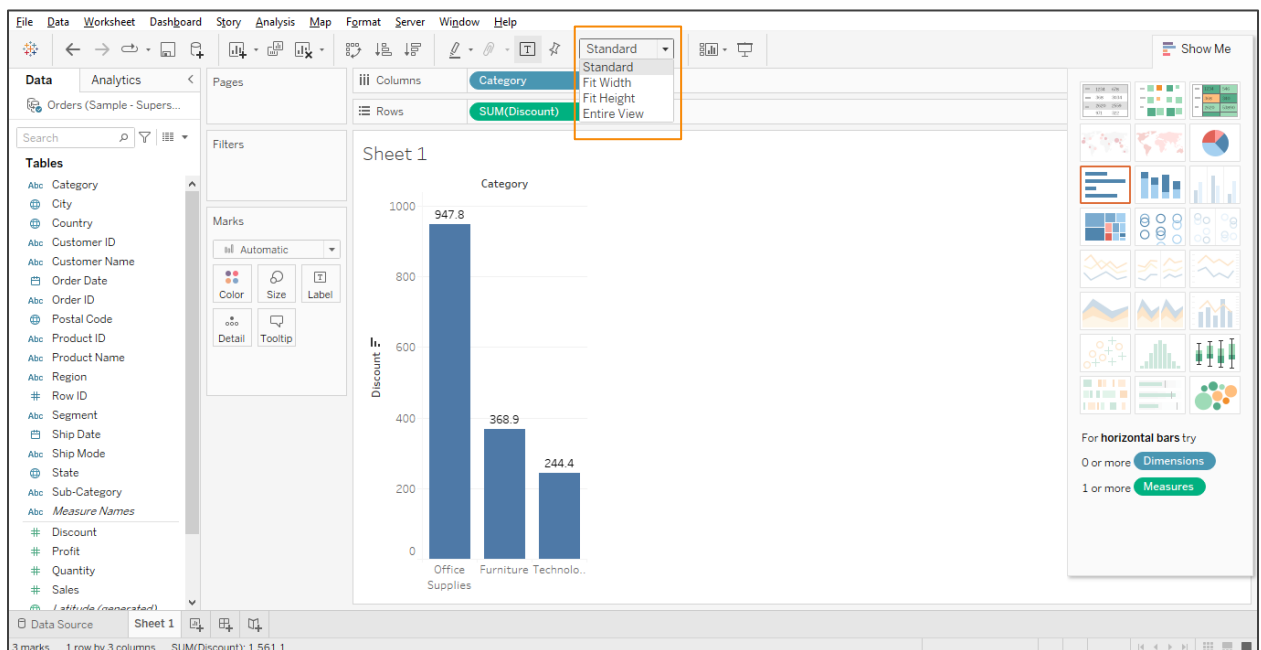 File Data Worksheet Dashboard Story Analysis Map Format Server Window Help
Standard
Show Me
Standard
Fit Width
Fit Height
Entire View
Data Analytics
Orders (Sample - Supers...
Search
Tables
Abc Category
City
Country
Abc Customer ID
Abc Customer Name
Order Date
Abc Order ID
Postal Code
Abc Product ID
Abc Product Name
Abc Region
# Row ID
Abc Segment
Ship Date
Abc Ship Mode
State
Abc Sub-Category
Abc Measure Names
# Discount
# Profit
# Quantity
# Sales
Latitude (generated)
Pages
Filters
Marks
Automatic
Color Size Label
Detail Tooltip
Columns Category
Rows SUM(Discount)
Sheet 1
Category
Discount
1000
800
600
400
200
0
947.8
368.9
244.4
Office Supplies
Furniture
Technolo..
For horizontal bars try
0 or more Dimensions
1 or more Measures
Data Source Sheet 1
3 marks 1 row by 3 columns SUM(Discount): 1,561.1